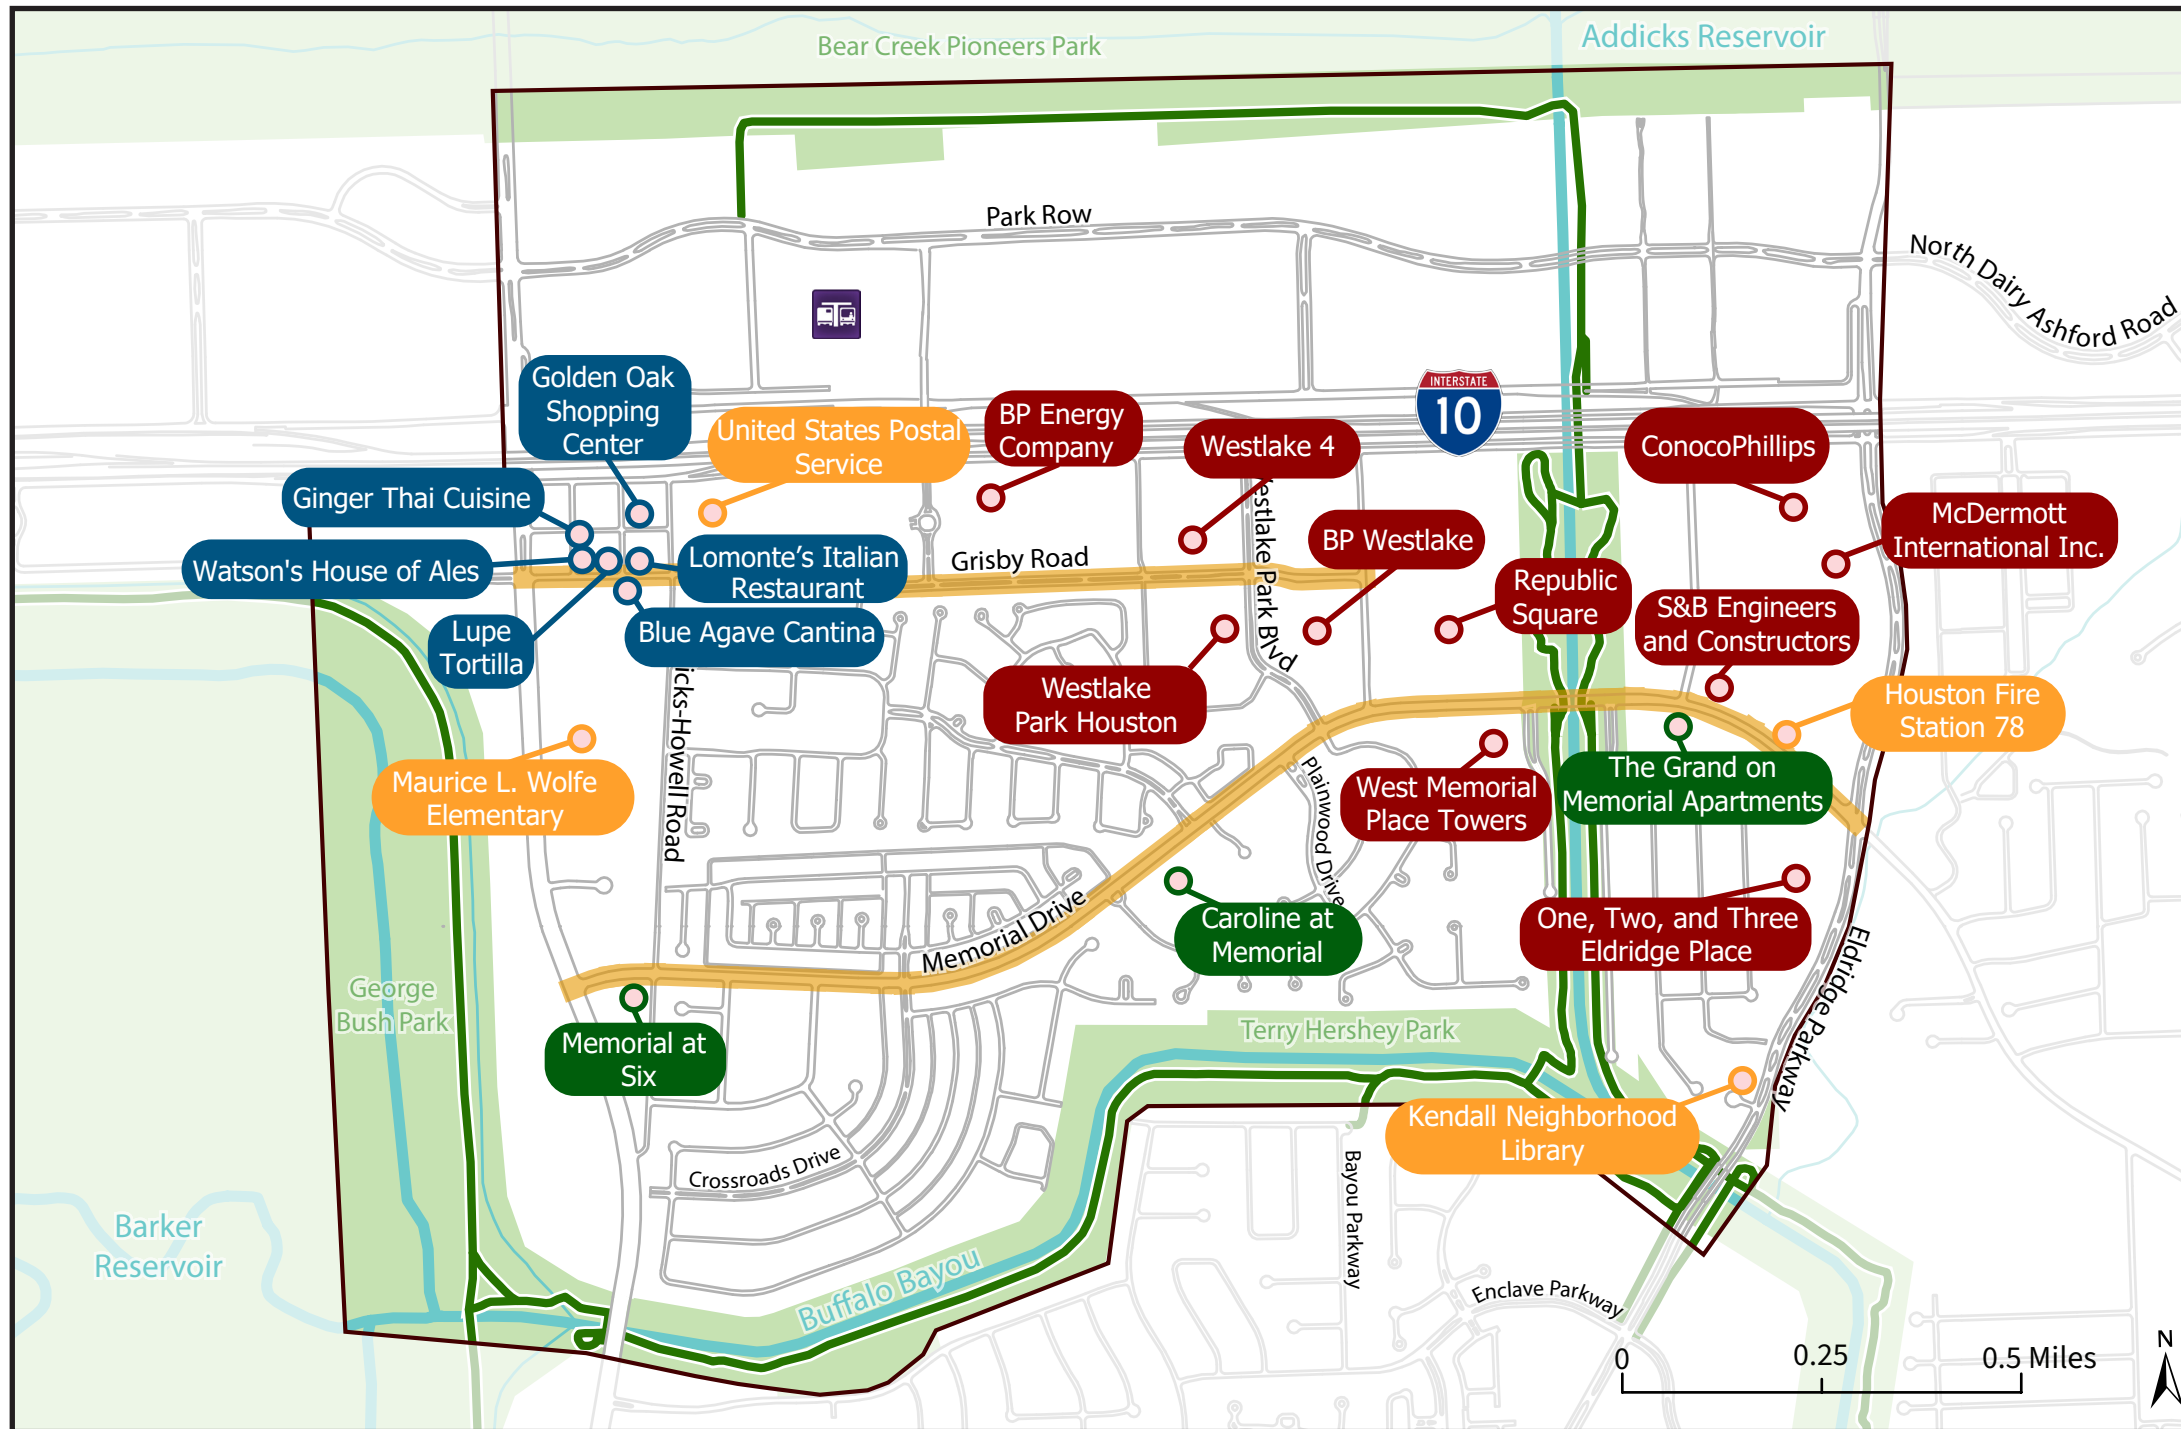 Bear Creek Pioneers Park
Addicks Reservoir
Park Row
North Dairy Ashford Road
INTERSTATE
10
Golden Oak
Shopping
Center
United States Postal
Service
BP Energy
Company
Westlake 4
ConocoPhillips
Ginger Thai Cuisine
McDermott
International Inc.
Watson's House of Ales
Lomonte’s Italian
Restaurant
Grisby Road
estlake Park Blvd
BP Westlake
Republic
Square
S&B Engineers
and Constructors
Lupe
Tortilla
Blue Agave Cantina
Westlake
Park Houston
Houston Fire
Station 78
Maurice L. Wolfe
Elementary
icks-Howell Road
Plainwood Drive
West Memorial
Place Towers
The Grand on
Memorial Apartments
Memorial Drive
Caroline at
Memorial
One, Two, and Three
Eldridge Place
Eldridge Parkway
George
Bush Park
Memorial at
Six
Terry Hershey Park
Kendall Neighborhood
Library
Crossroads Drive
Bayou Parkway
Barker
Reservoir
Buffalo Bayou
Enclave Parkway
0
0.25
0.5 Miles
N